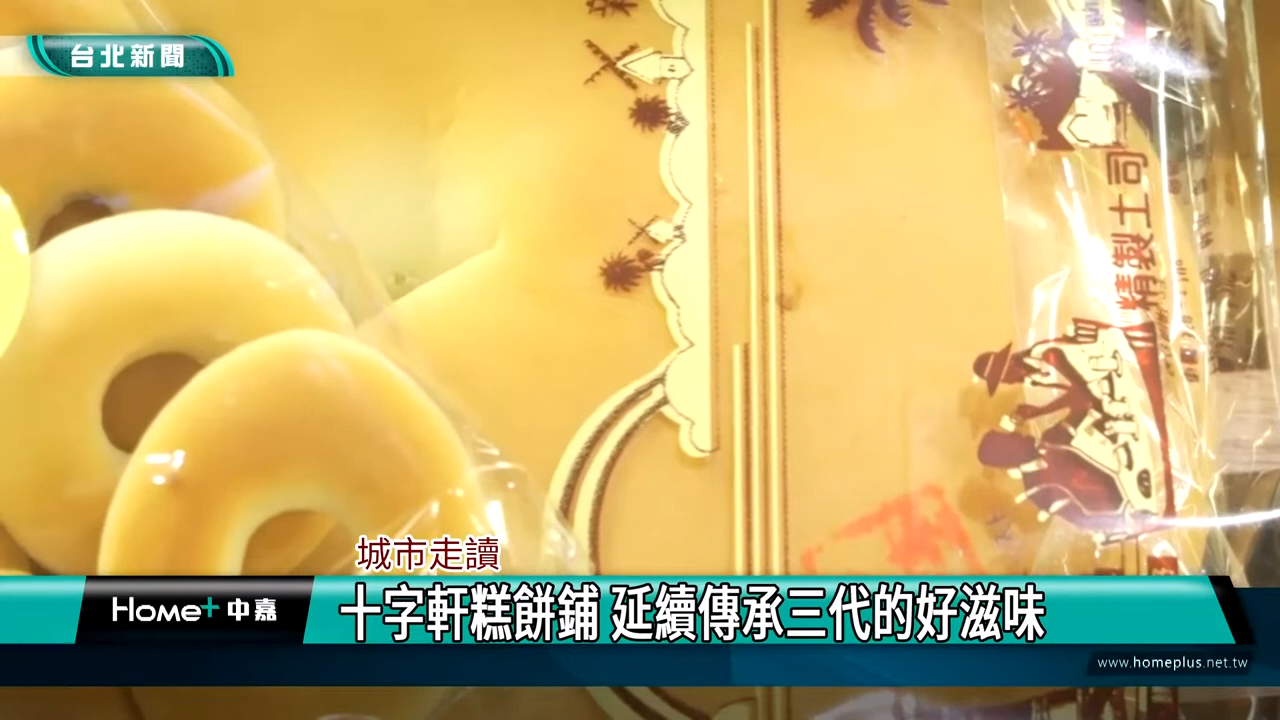 台北新聞
精製土司
城市走讀
Home+ 中嘉
十字軒糕餅鋪 延續傳承三代的好滋味
www.homeplus.net.tw